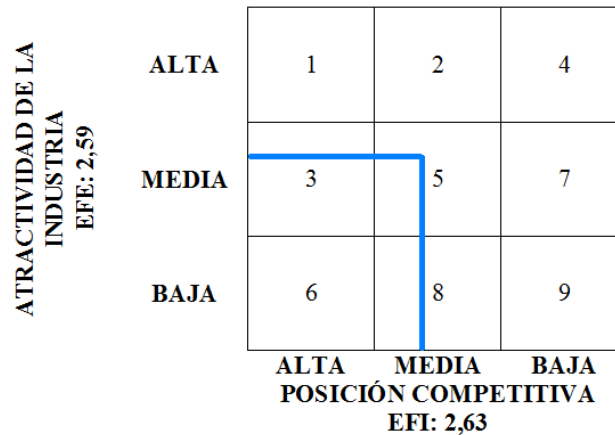 ATRACTIVIDAD DE LA
INDUSTRIA
EFE: 2,59
ALTA 1 2 4
MEDIA 3 5 7
BAJA 6 8 9
ALTA MEDIA BAJA
POSICIÓN COMPETITIVA
EFI: 2,63